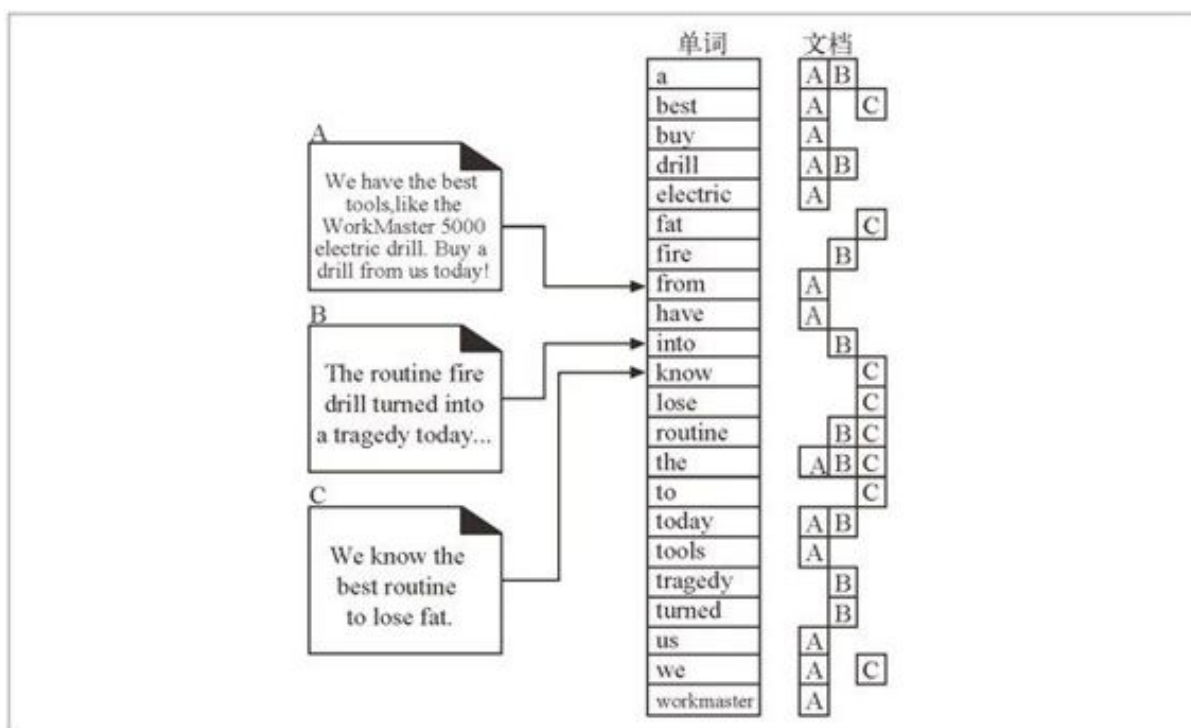 单词 文档
a A B
best A C
buy A
drill A B
electric A
fat C
fire B
from A
have A
into B
know C
lose C
routine B C
the A B C
to C
today A B
tools A
tragedy B
turned B
us A
we A C
workmaster A
A
We have the best
tools,like the
WorkMaster 5000
electric drill. Buy a
drill from us today!
B
The routine fire
drill turned into
a tragedy today...
C
We know the
best routine
to lose fat.